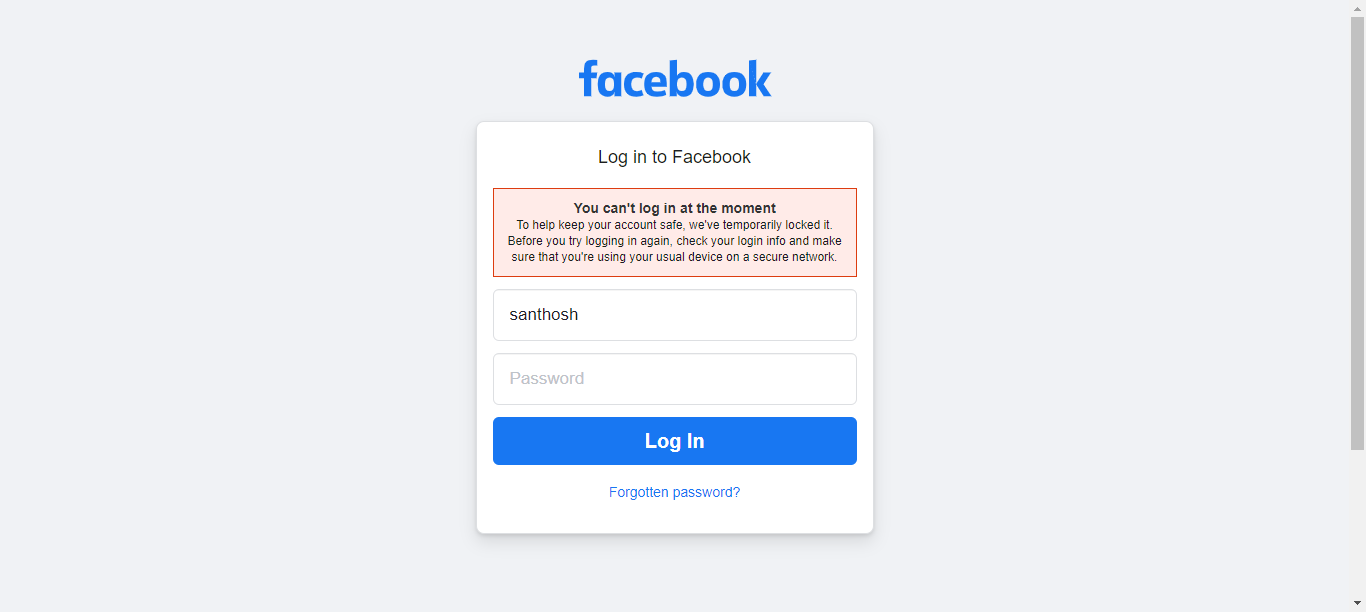 facebook
Log in to Facebook
You can't log in at the moment
To help keep your account safe, we've temporarily locked it.
Before you try logging in again, check your login info and make
sure that you're using your usual device on a secure network.
santhosh
Password
Log In
Forgotten password?